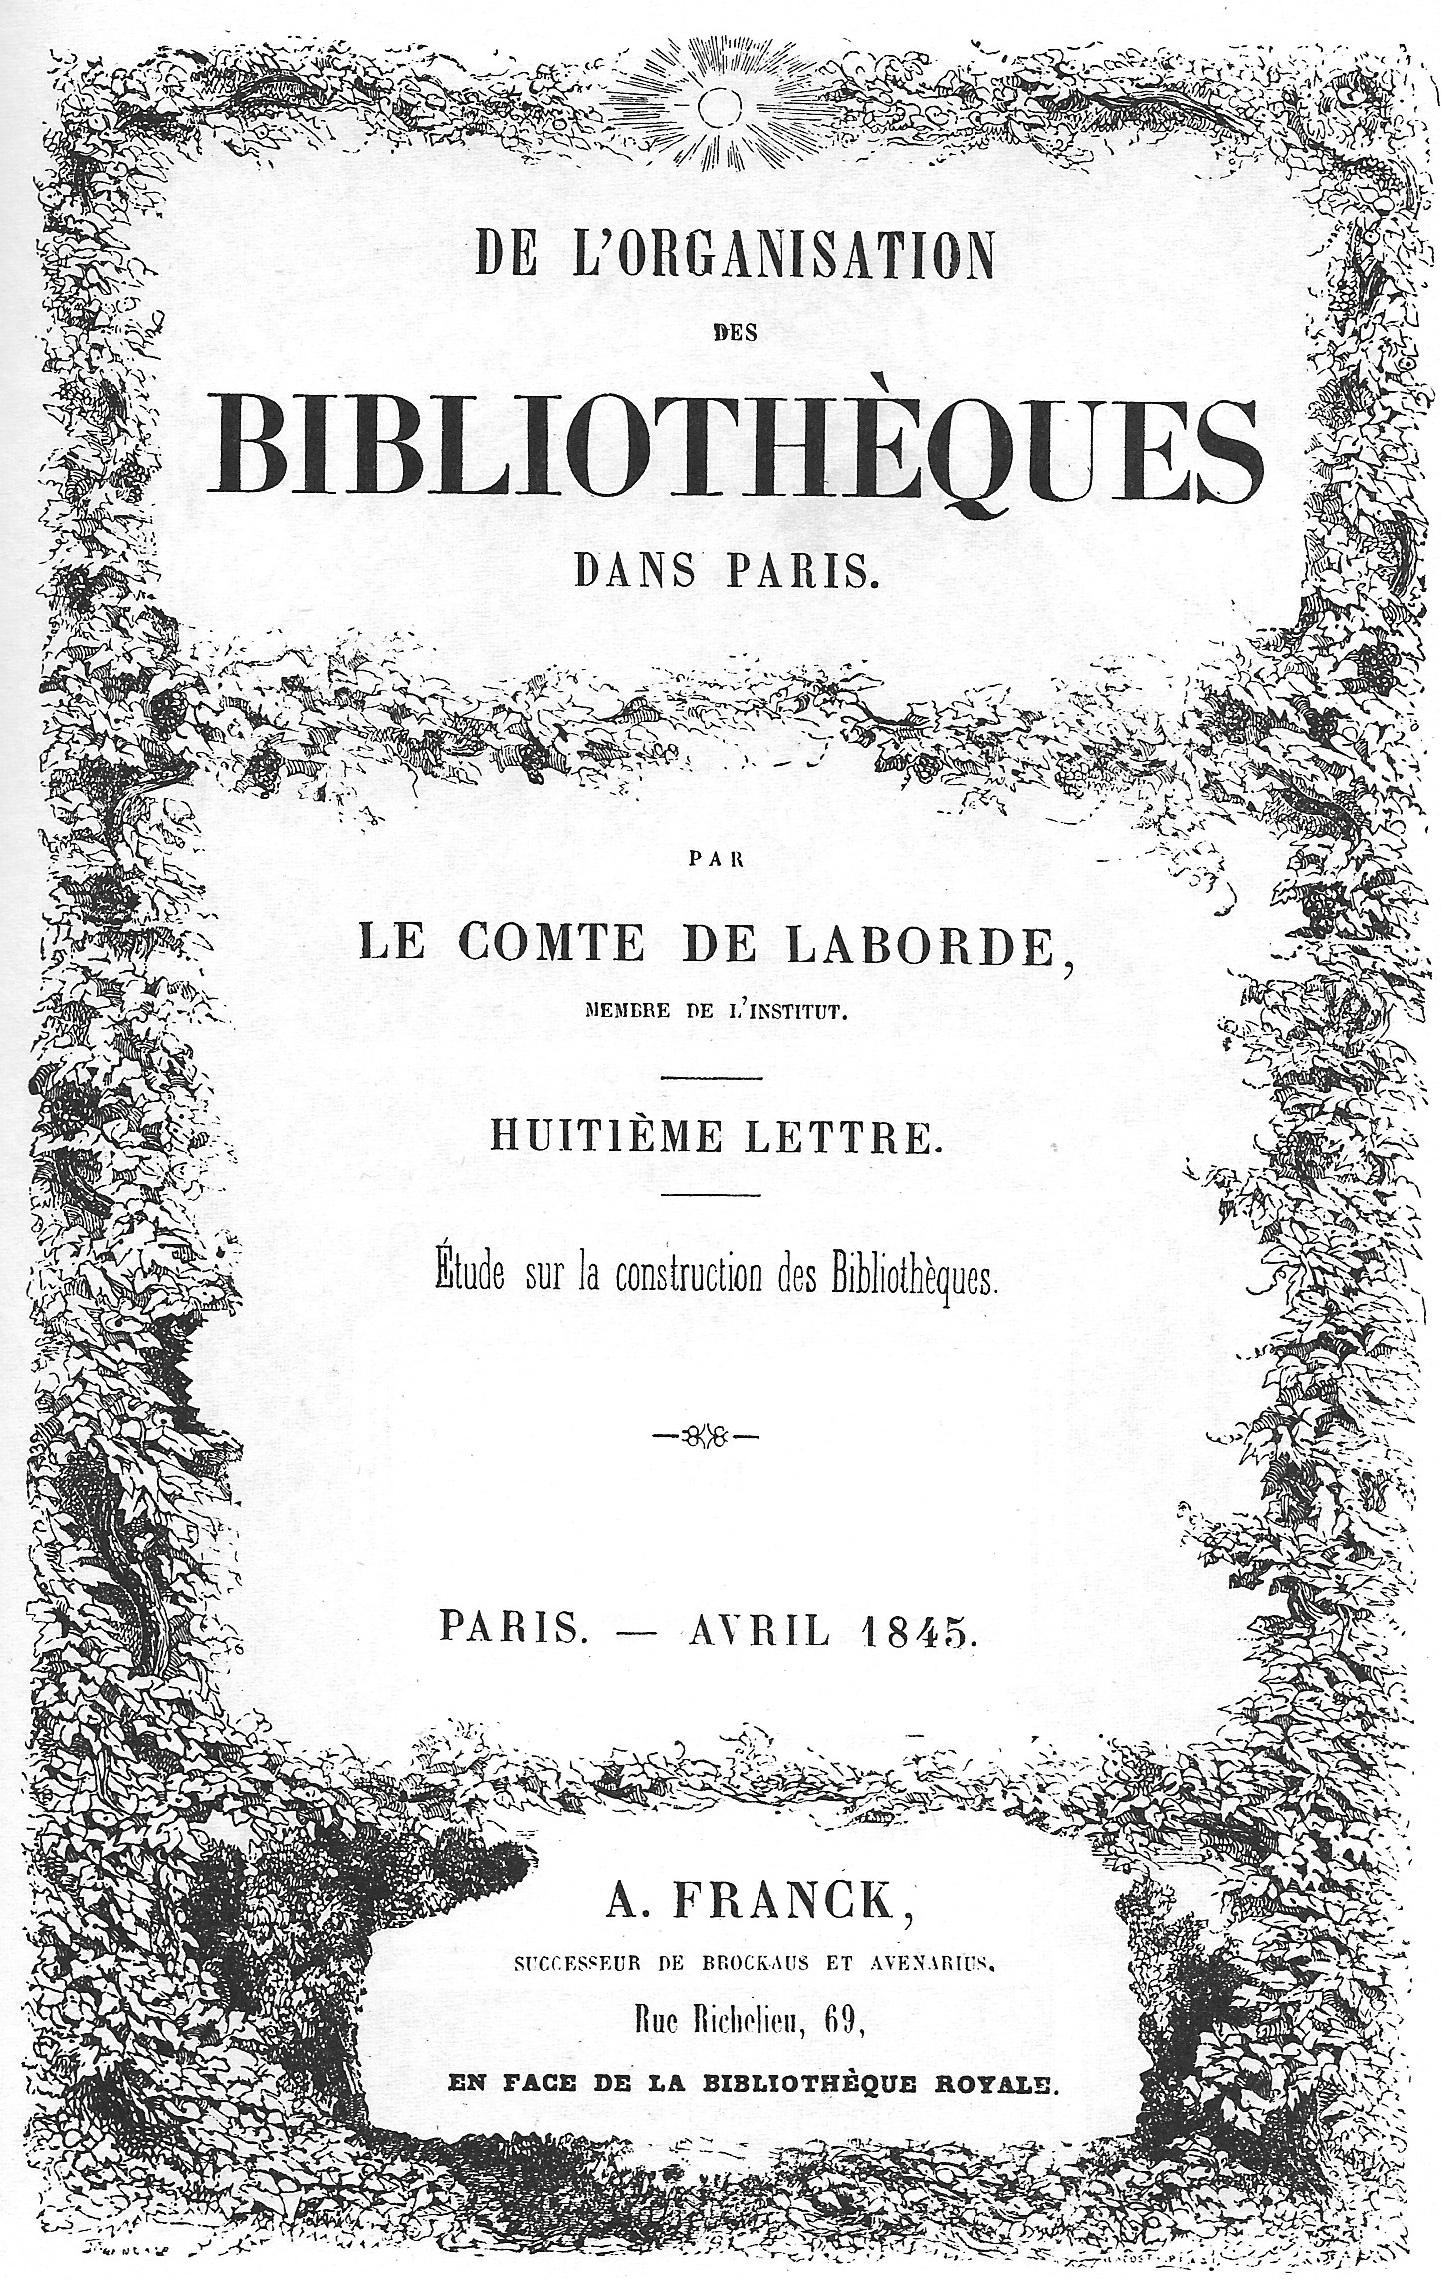 DE L'ORGANISATION
DES
BIBLIOTHÈQUES
DANS PARIS.
PAR
LE COMTE DE LABORDE,
MEMBRE DE L'INSTITUT.
HUITIÈME LETTRE.
Étude sur la construction des Bibliothèques.
PARIS. — AVRIL 1845.
A. FRANCK,
SUCCESSEUR DE BROCKAUS ET AVENARIUS.
Rue Richelieu, 69,
EN FACE DE LA BIBLIOTHÈQUE ROYALE.